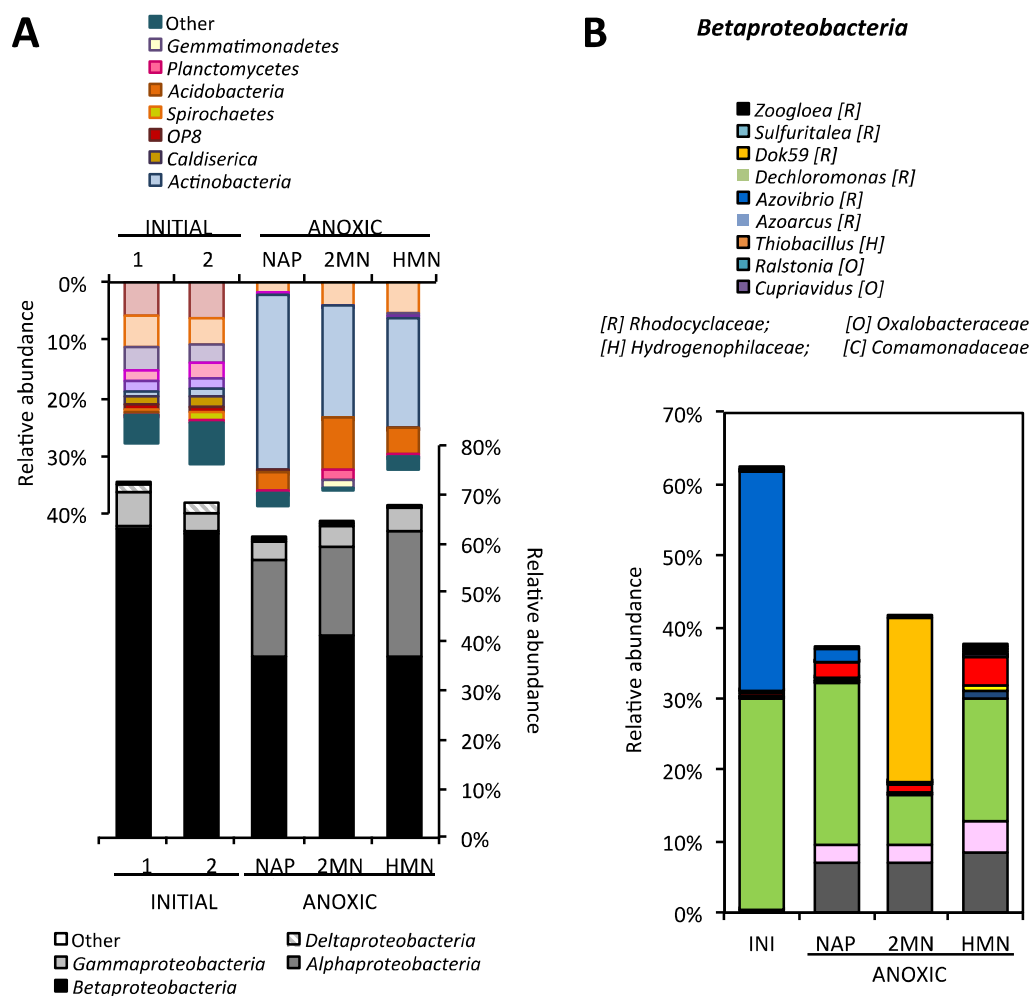 A
Other
Gemmatimonadetes
Planctomycetes
Acidobacteria
Spirochaetes
OP8
Caldiserica
Actinobacteria
INITIAL ANOXIC
1 2 NAP 2MN HMN
0%
10%
20%
30%
40%
Relative abundance
80%
70%
60%
50%
40%
30%
20%
10%
0%
Relative abundance
1 2 NAP 2MN HMN
INITIAL ANOXIC
Other Deltaproteobacteria
Gammaproteobacteria Alphaproteobacteria
Betaproteobacteria
B Betaproteobacteria
Zoogloea [R]
Sulfuritalea [R]
Dok59 [R]
Dechloromonas [R]
Azovibrio [R]
Azoarcus [R]
Thiobacillus [H]
Ralstonia [O]
Cupriavidus [O]
[R] Rhodocyclaceae; [O] Oxalobacteraceae
[H] Hydrogenophilaceae; [C] Comamonadaceae
70%
60%
50%
40%
30%
20%
10%
0%
Relative abundance
INI NAP 2MN HMN
ANOXIC